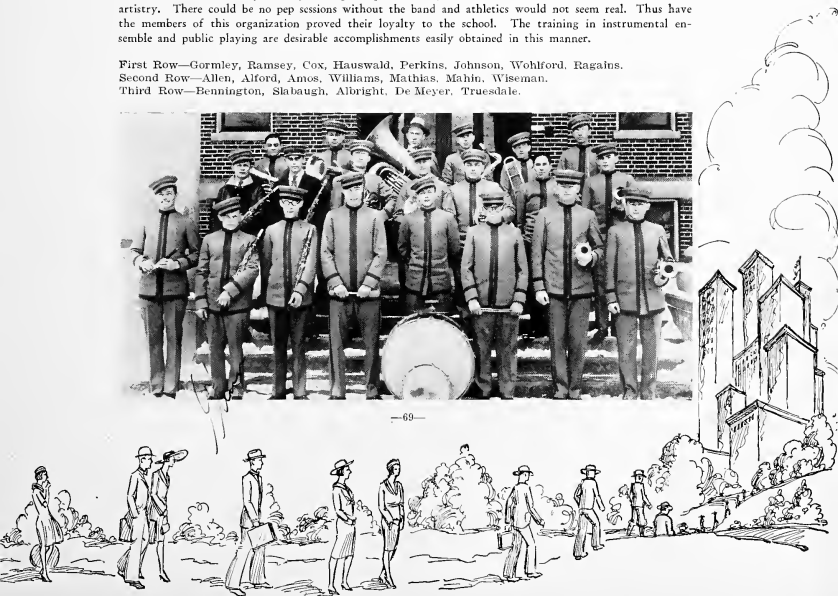 artistry. There could be no pep sessions without the band and athletics would not seem real. Thus have
the members of this organization proved their loyalty to the school. The training in instrumental en-
semble and public playing are desirable accomplishments easily obtained in this manner.
First Row—Gormley, Ramsey, Cox, Hauswald, Perkins, Johnson, Wohlford, Ragains.
Second Row—Allen, Alford, Amos, Williams, Mathias, Mahin, Wiseman.
Third Row—Bennington, Slabaugh, Albright, De Meyer, Truesdale.
—69—